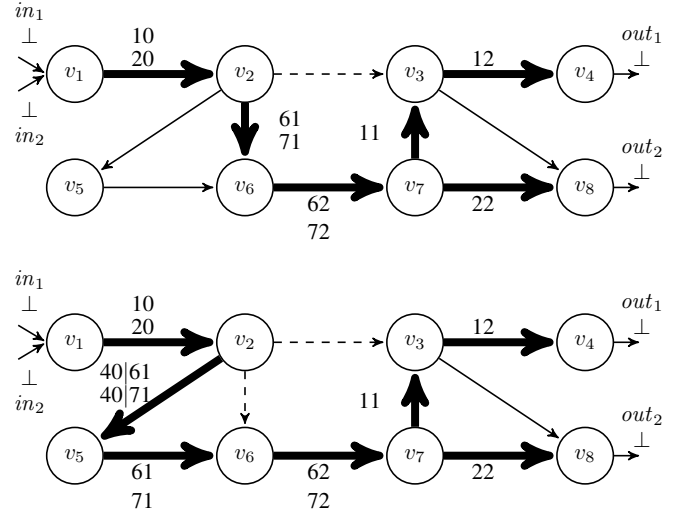 in₁
⊥
10
20
v₁
v₂
v₃
12
v₄
out₁
⊥
⊥
in₂
61
71
11
v₅
v₆
62
72
v₇
22
v₈
out₂
⊥
in₁
⊥
10
20
v₁
v₂
v₃
12
v₄
out₁
⊥
⊥
in₂
40|61
40|71
11
v₅
61
71
v₆
62
72
v₇
22
v₈
out₂
⊥